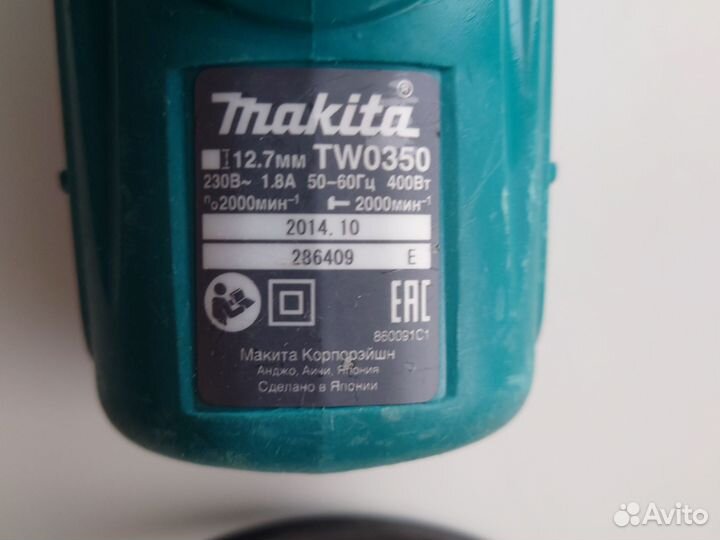 makita®
12.7мм TW0350
230В~ 1.8А 50-60Гц 400Вт
n₀2000мин⁻¹ 2000мин⁻¹
2014.10
286409 E
EAC
860091C1
Макита Корпорэйшн
Анджо, Аичи, Япония
Сделано в Японии
Avito